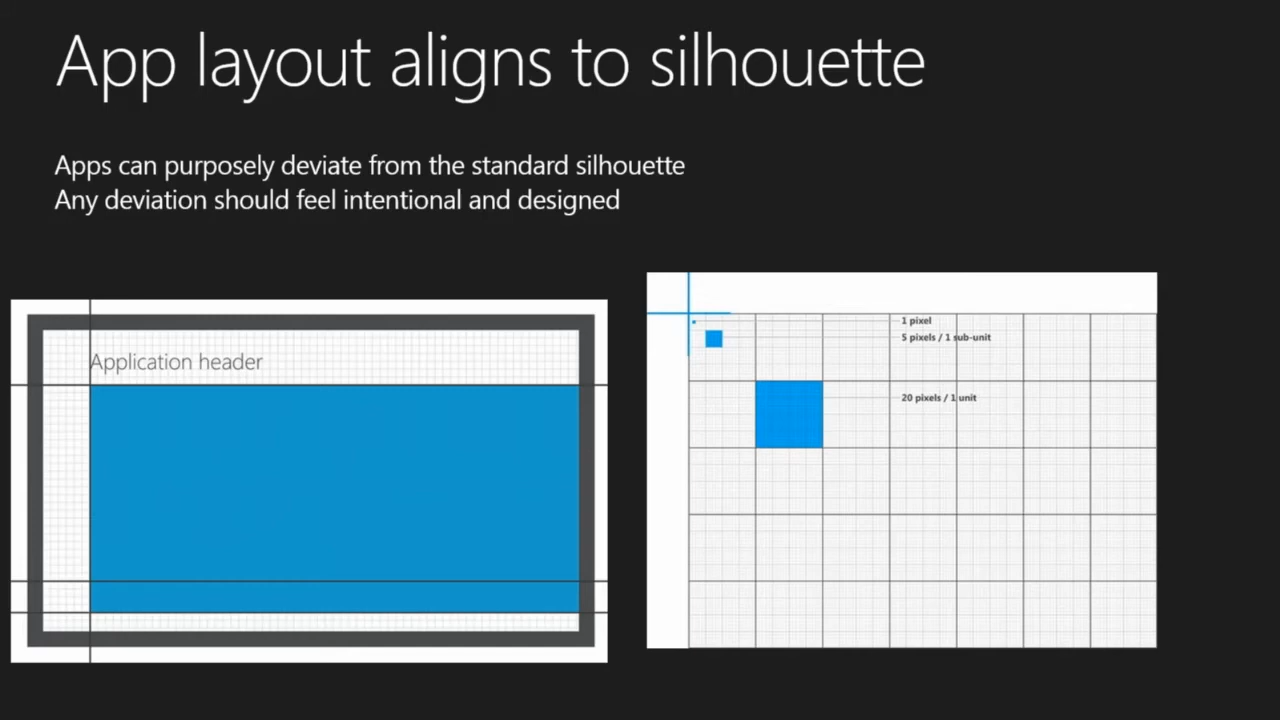 App layout aligns to silhouette
Apps can purposely deviate from the standard silhouette
Any deviation should feel intentional and designed
Application header
1 pixel
5 pixels / 1 sub-unit
20 pixels / 1 unit